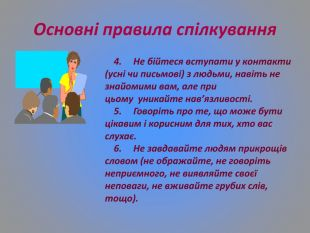 Основні правила спілкування
4. Не бійтеся вступати у контакти
(усні чи письмові) з людьми, навіть не
знайомими вам, але при
цьому уникайте нав’язливості.
5. Говоріть про те, що може бути
цікавим і корисним для тих, хто вас
слухає.
6. Не завдавайте людям прикрощів
словом (не ображайте, не говоріть
неприємного, не виявляйте своєї
неповаги, не вживайте грубих слів,
тощо).